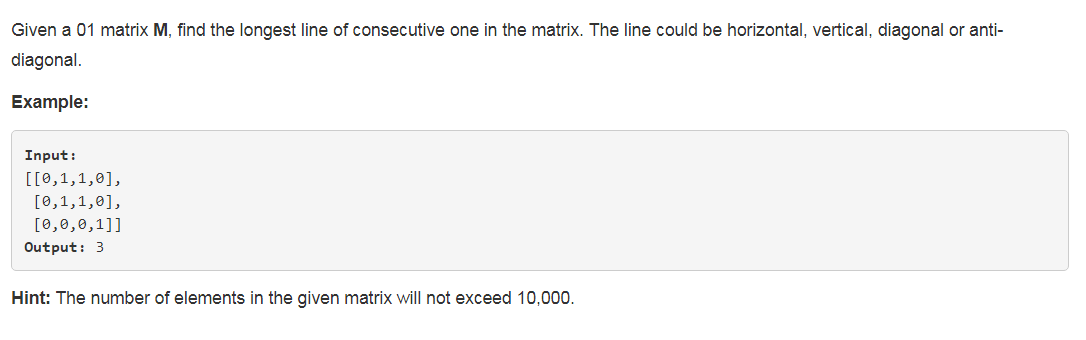 Given a 01 matrix M, find the longest line of consecutive one in the matrix. The line could be horizontal, vertical, diagonal or anti-
diagonal.
Example:
Input:
[[0,1,1,0],
 [0,1,1,0],
 [0,0,0,1]]
Output: 3
Hint: The number of elements in the given matrix will not exceed 10,000.